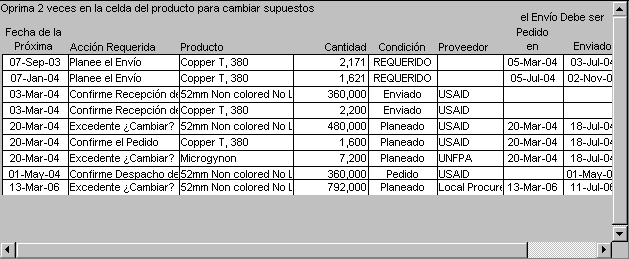 Oprima 2 veces en la celda del producto para cambiar supuestos
el Envío Debe ser
Fecha de la Próxima Acción Requerida Producto Cantidad Condición Proveedor Pedido en Enviado
07-Sep-03 Planee el Envío Copper T, 380 2,171 REQUERIDO 05-Mar-04 03-Jul-04
07-Jan-04 Planee el Envío Copper T, 380 1,621 REQUERIDO 05-Jul-04 02-Nov-0
03-Mar-04 Confirme Recepción de 52mm Non colored No L 360,000 Enviado USAID
03-Mar-04 Confirme Recepción de Copper T, 380 2,200 Enviado USAID
20-Mar-04 Excedente ¿Cambiar? 52mm Non colored No L 480,000 Planeado USAID 20-Mar-04 18-Jul-04
20-Mar-04 Confirme el Pedido Copper T, 380 1,600 Planeado USAID 20-Mar-04 18-Jul-04
20-Mar-04 Excedente ¿Cambiar? Microgynon 7,200 Planeado UNFPA 20-Mar-04 18-Jul-04
01-May-04 Confirme Despacho de 52mm Non colored No L 360,000 Pedido USAID 01-May-0
13-Mar-06 Excedente ¿Cambiar? 52mm Non colored No L 792,000 Planeado Local Procure 13-Mar-06 11-Jul-06